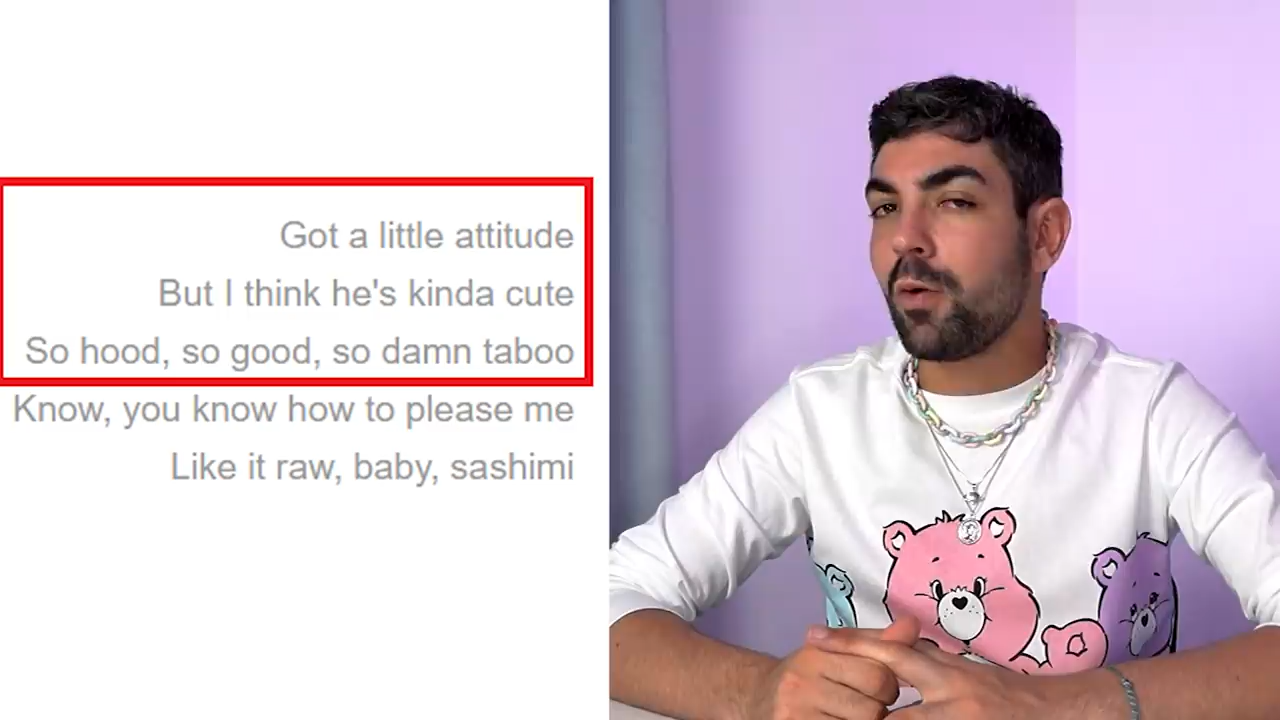 Got a little attitude
But I think he's kinda cute
So hood, so good, so damn taboo
Know, you know how to please me
Like it raw, baby, sashimi